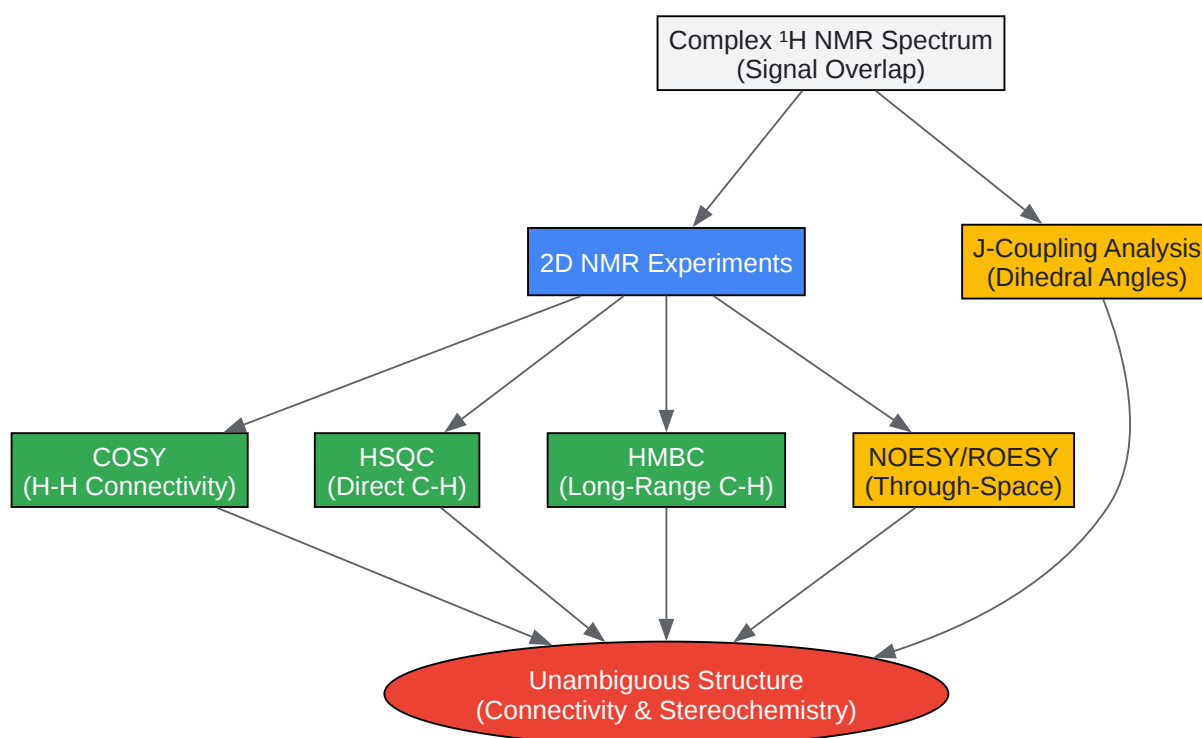 Complex ¹H NMR Spectrum
(Signal Overlap)
2D NMR Experiments
J-Coupling Analysis
(Dihedral Angles)
COSY
(H-H Connectivity)
HSQC
(Direct C-H)
HMBC
(Long-Range C-H)
NOESY/ROESY
(Through-Space)
Unambiguous Structure
(Connectivity & Stereochemistry)